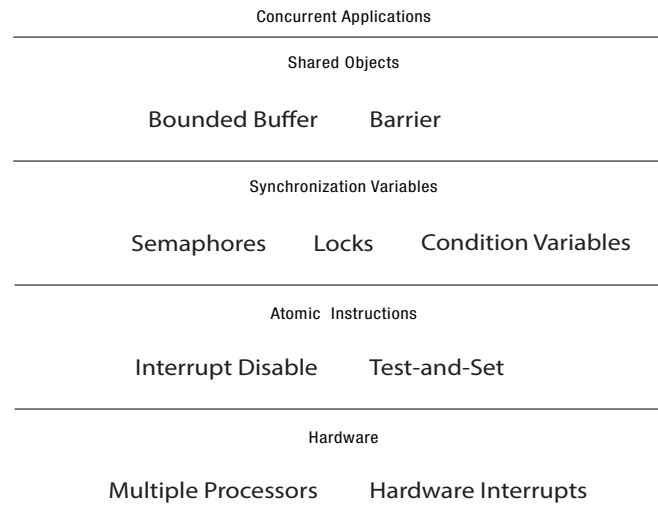 Concurrent Applications
Shared Objects
Bounded Buffer Barrier
Synchronization Variables
Semaphores Locks Condition Variables
Atomic Instructions
Interrupt Disable Test-and-Set
Hardware
Multiple Processors Hardware Interrupts